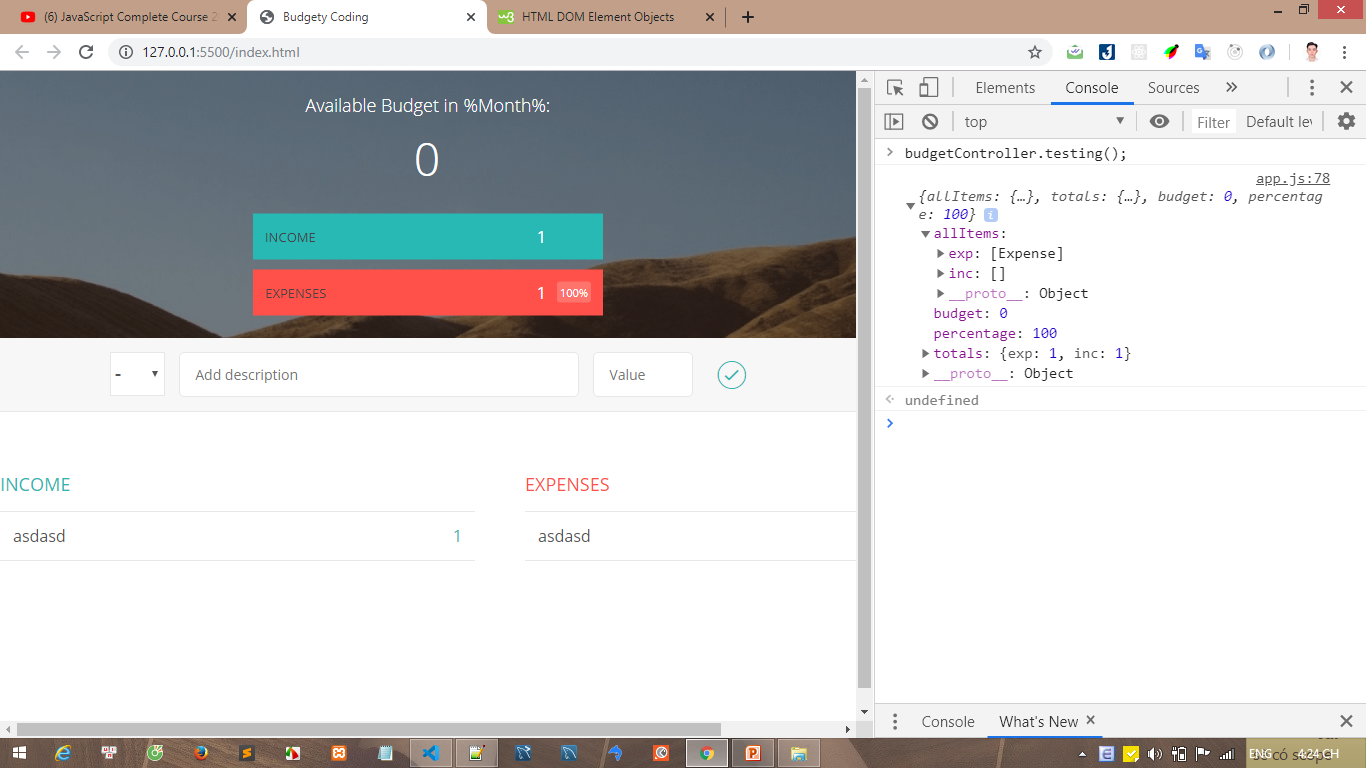 (6) JavaScript Complete Course 2
Budgety Coding
HTML DOM Element Objects
127.0.0.1:5500/index.html
Available Budget in %Month%:
0
INCOME 1
EXPENSES 1 100%
- Add description Value
INCOME
asdasd 1
EXPENSES
asdasd
Elements Console Sources
top Filter Default lev
budgetController.testing();
app.js:78
{allItems: {…}, totals: {…}, budget: 0, percentag
e: 100} i
allItems:
exp: [Expense]
inc: []
__proto__: Object
budget: 0
percentage: 100
totals: {exp: 1, inc: 1}
__proto__: Object
undefined
Console What's New
ENG 4:24 CH